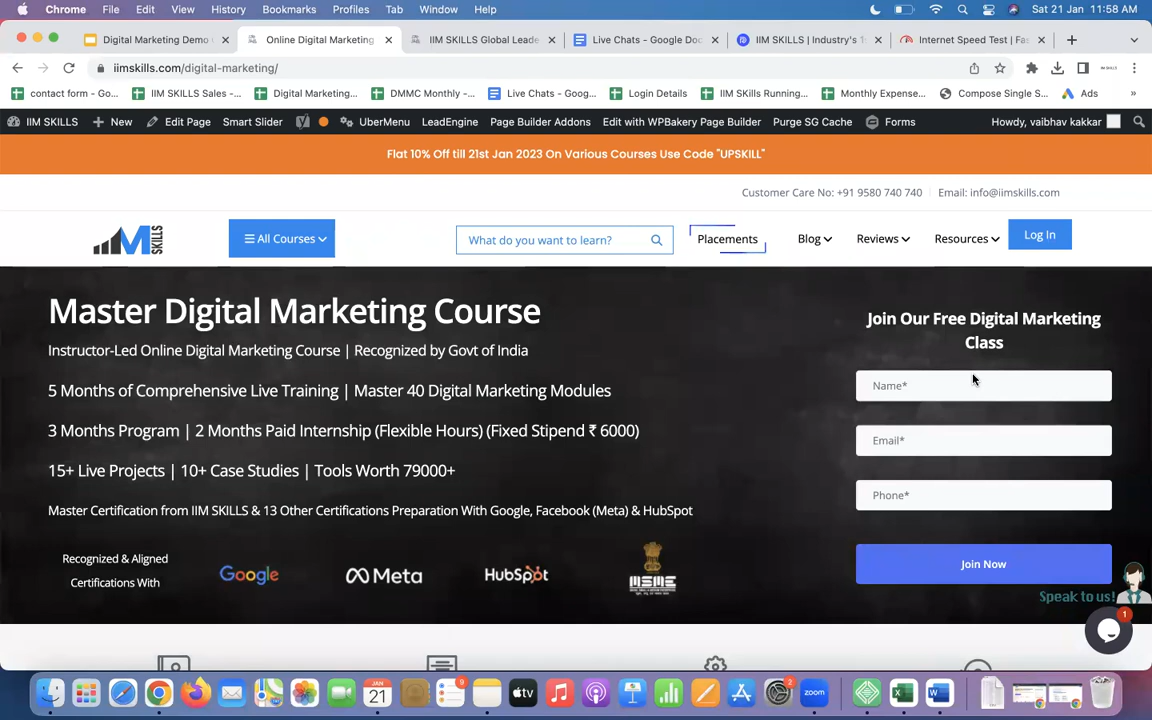 Chrome File Edit View History Bookmarks Profiles Tab Window Help Sat 21 Jan 11:58 AM
Digital Marketing Demo Online Digital Marketing IIM SKILLS Global Leade Live Chats - Google Doc IIM SKILLS | Industry's T Internet Speed Test | Fas
iimskills.com/digital-marketing/
contact form - Go... IIM SKILLS Sales -... Digital Marketing... DMMC Monthly -... Live Chats - Goog... Login Details IIM SKills Running... Monthly Expense... Compose Single S... Ads »
IIM SKILLS New Edit Page Smart Slider UberMenu LeadEngine Page Builder Addons Edit with WPBakery Page Builder Purge SG Cache Forms Howdy, vaibhav kakkar
Flat 10% Off till 21st Jan 2023 On Various Courses Use Code "UPSKILL"
Customer Care No: +91 9580 740 740 Email: info@iimskills.com
IIM SKILLS All Courses What do you want to learn? Placements Blog Reviews Resources Log In
Master Digital Marketing Course
Instructor-Led Online Digital Marketing Course | Recognized by Govt of India
5 Months of Comprehensive Live Training | Master 40 Digital Marketing Modules
3 Months Program | 2 Months Paid Internship (Flexible Hours) (Fixed Stipend ₹ 6000)
15+ Live Projects | 10+ Case Studies | Tools Worth 79000+
Master Certification from IIM SKILLS & 13 Other Certifications Preparation With Google, Facebook (Meta) & HubSpot
Recognized & Aligned
Certifications With
Google Meta HubSpot MSME
Join Our Free Digital Marketing
Class
Name*
Email*
Phone*
Join Now
Speak to us!
1
JAN
21
9
tv
zoom
2